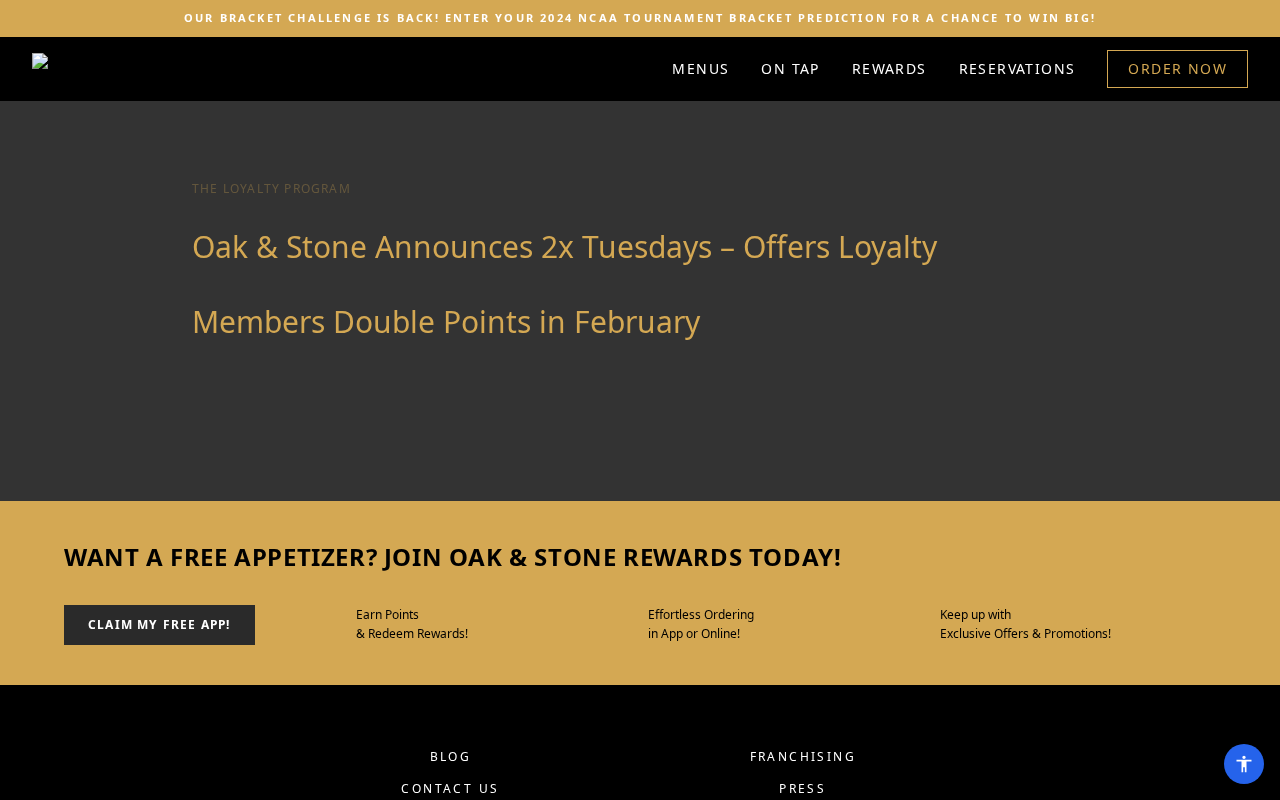 OUR BRACKET CHALLENGE IS BACK! ENTER YOUR 2024 NCAA TOURNAMENT BRACKET PREDICTION FOR A CHANCE TO WIN BIG!
MENUS ON TAP REWARDS RESERVATIONS ORDER NOW
THE LOYALTY PROGRAM
Oak & Stone Announces 2x Tuesdays – Offers Loyalty
Members Double Points in February
WANT A FREE APPETIZER? JOIN OAK & STONE REWARDS TODAY!
CLAIM MY FREE APP!
Earn Points
& Redeem Rewards!
Effortless Ordering
in App or Online!
Keep up with
Exclusive Offers & Promotions!
BLOG
CONTACT US
FRANCHISING
PRESS